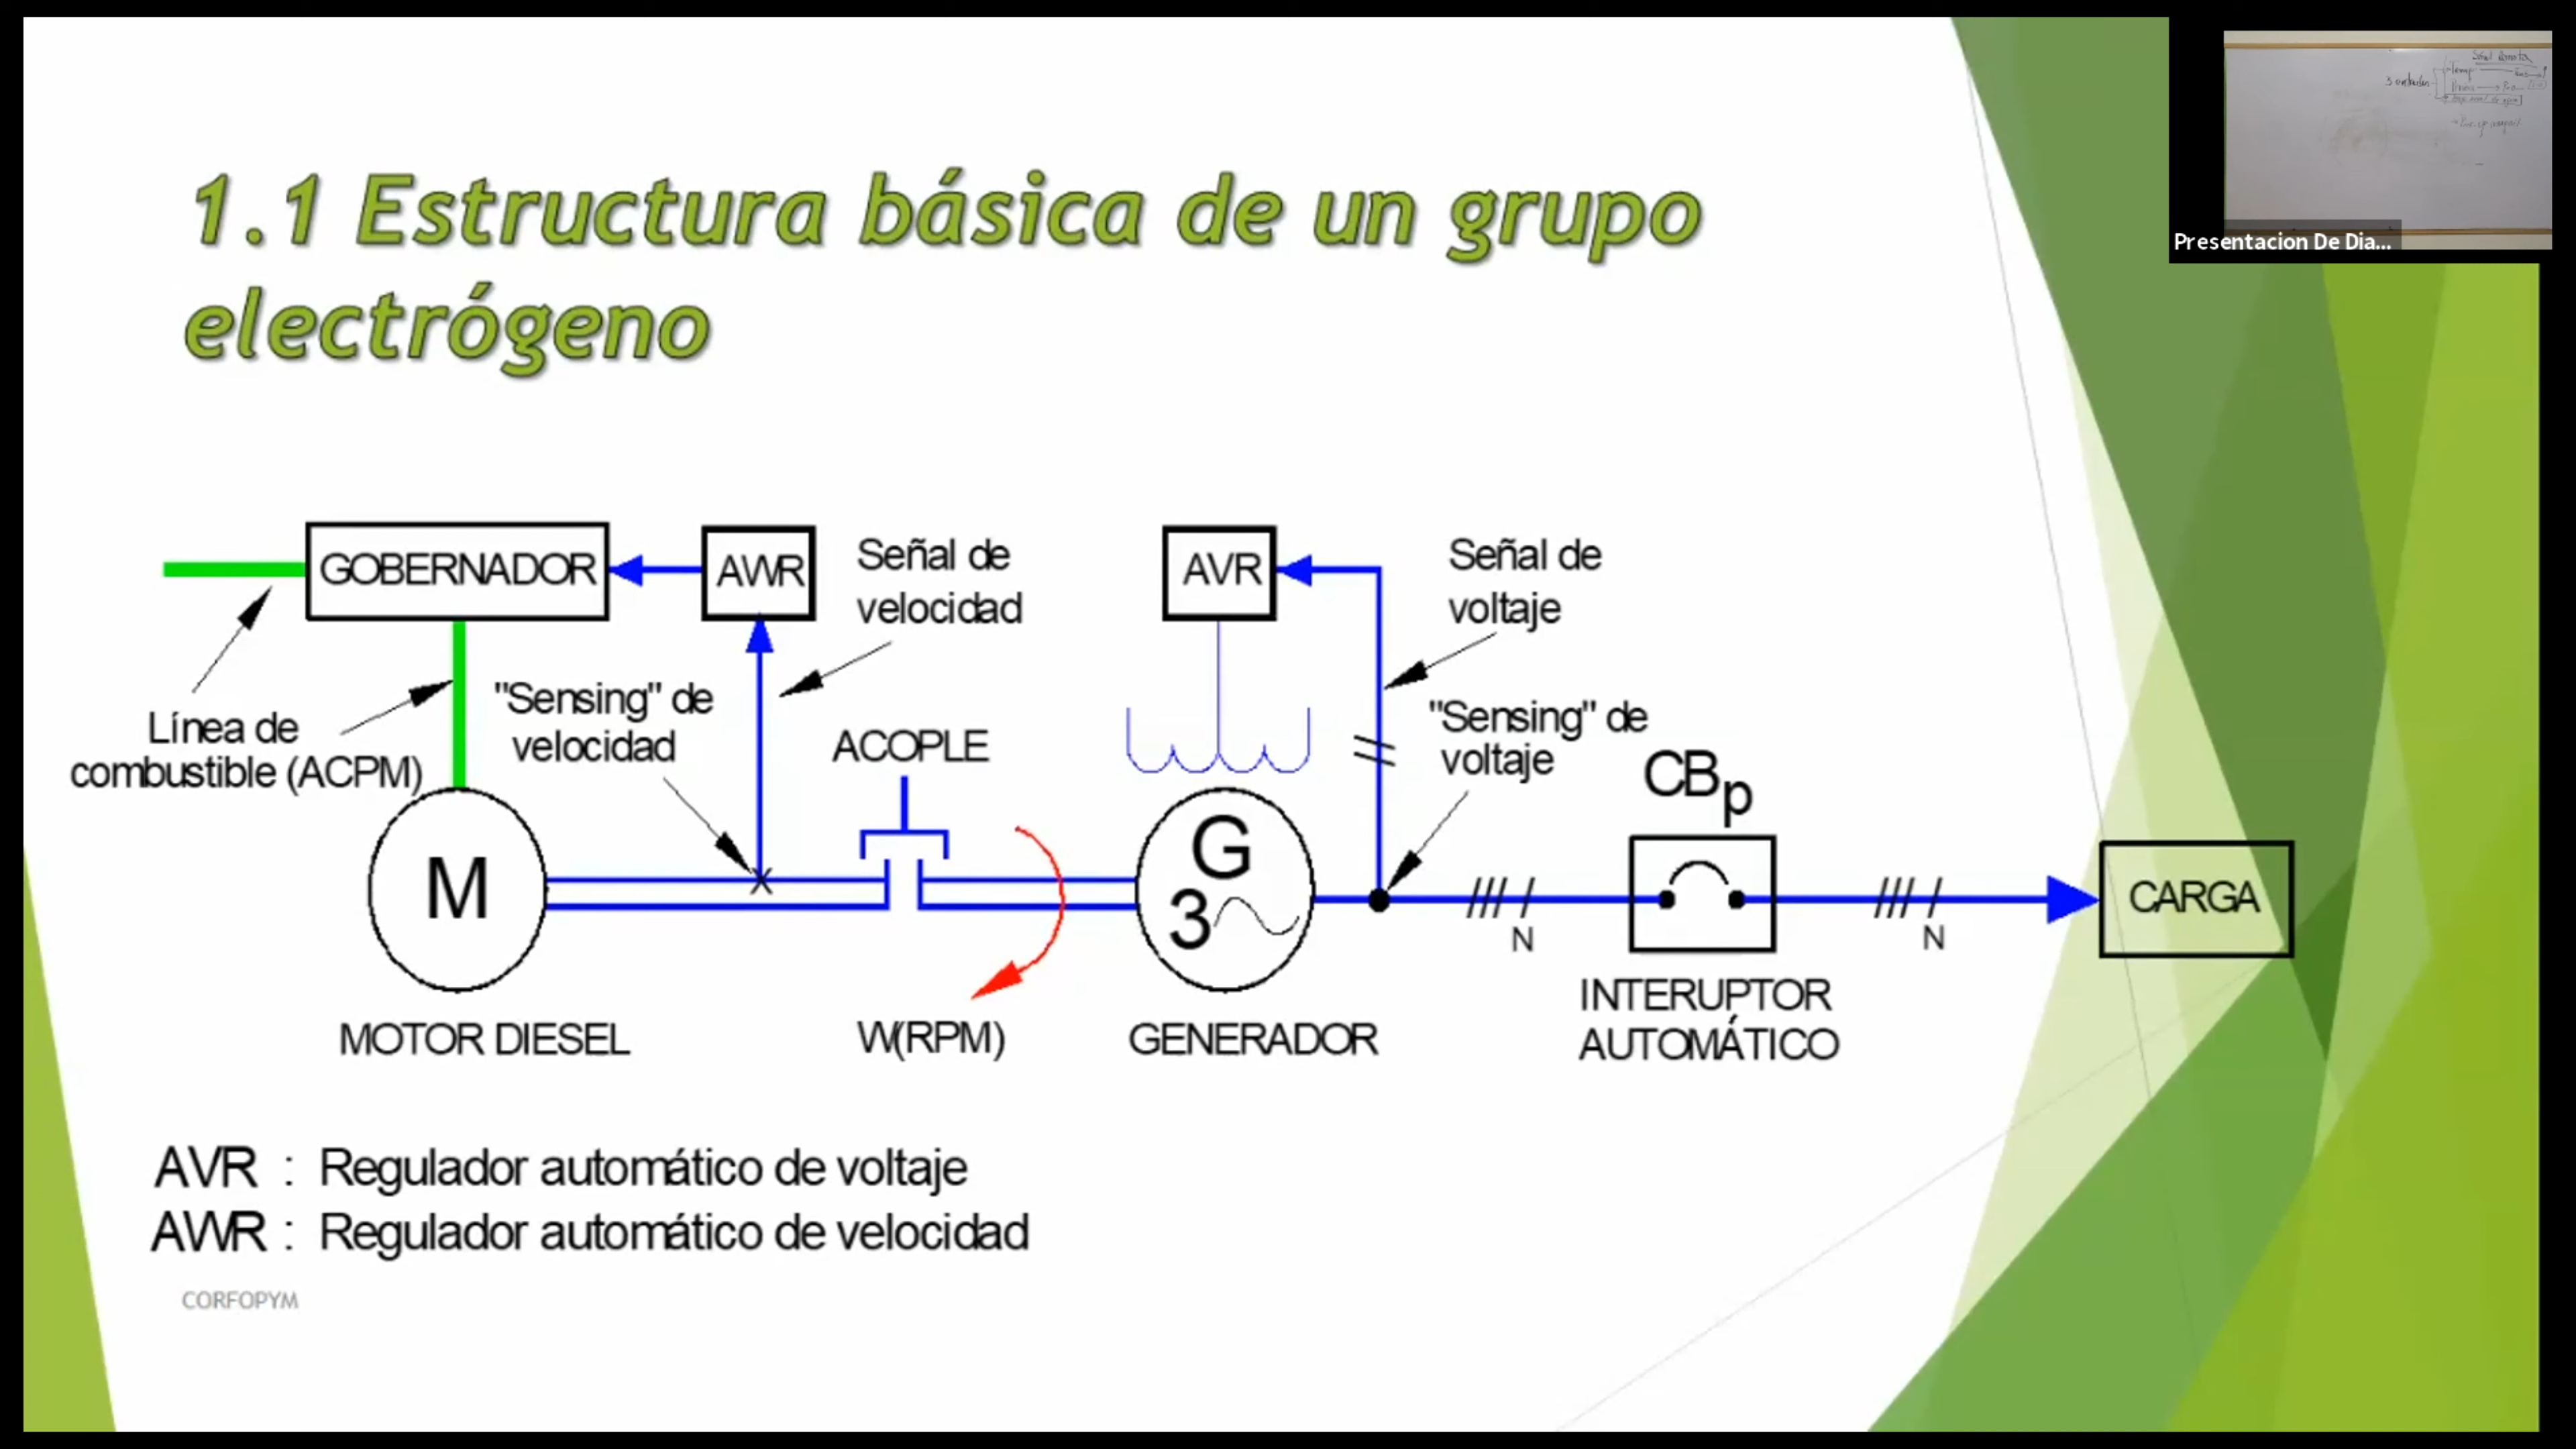 1.1 Estructura básica de un grupo
electrógeno
Presentacion De Dia...
GOBERNADOR
AWR
Señal de
velocidad
AVR
Señal de
voltaje
Línea de
combustible (ACPM)
"Sensing" de
velocidad
ACOPLE
"Sensing" de
voltaje
CBp
M
G
3
N
N
CARGA
MOTOR DIESEL
W(RPM)
GENERADOR
INTERUPTOR
AUTOMÁTICO
AVR : Regulador automático de voltaje
AWR : Regulador automático de velocidad
CORFOPYM